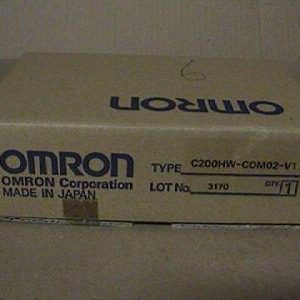 6
OMRON
OMRON
OMRON Corporation
MADE IN JAPAN
TYPE C200HW-COM02-V1
LOT No. 3170 QTY. 1